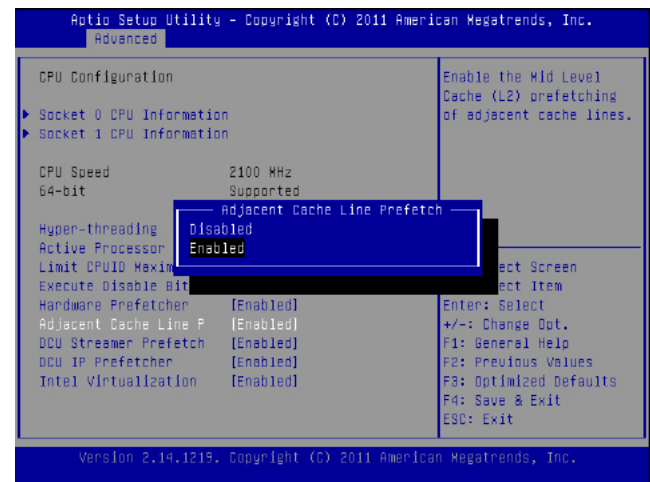 Aptio Setup Utility - Copyright (C) 2011 American Megatrends, Inc.
Advanced
CPU Configuration
Socket 0 CPU Information
Socket 1 CPU Information
CPU Speed 2100 MHz
64-bit Supported
Adjacent Cache Line Prefetch
Disabled
Enabled
Hyper-threading
Active Processor
Limit CPUID Maxim
Execute Disable Bit
Hardware Prefetcher [Enabled]
Adjacent Cache Line P [Enabled]
DCU Streamer Prefetch [Enabled]
DCU IP Prefetcher [Enabled]
Intel Virtualization [Enabled]
Enable the Mid Level
Cache (L2) prefetching
of adjacent cache lines.
ect Screen
ect Item
Enter: Select
+/-: Change Opt.
F1: General Help
F2: Previous Values
F3: Optimized Defaults
F4: Save & Exit
ESC: Exit
Version 2.14.1219. Copyright (C) 2011 American Megatrends, Inc.